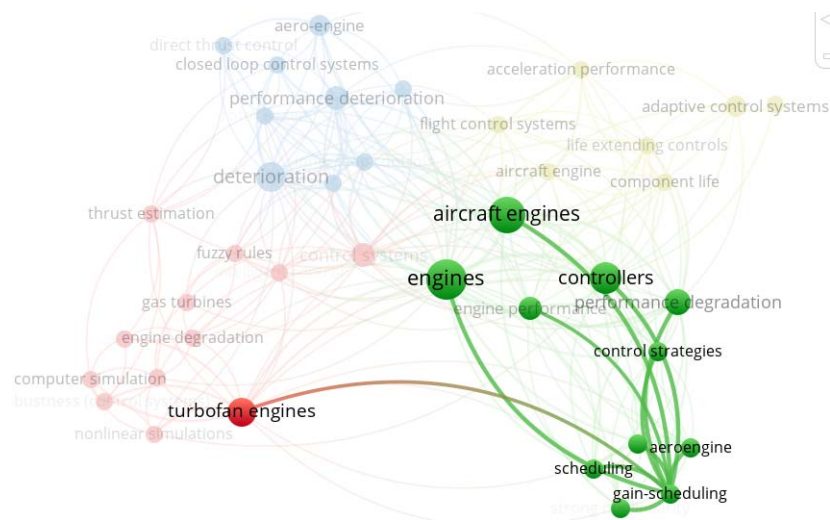 aero-engine
direct thrust control
closed loop control systems
acceleration performance
performance deterioration
adaptive control systems
flight control systems
life extending controls
deterioration
aircraft engine
component life
thrust estimation
aircraft engines
fuzzy rules
control systems
engines
controllers
gas turbines
engine performance
performance degradation
engine degradation
control strategies
computer simulation
turbofan engines
nonlinear simulations
aeroengine
scheduling
gain-scheduling
strong